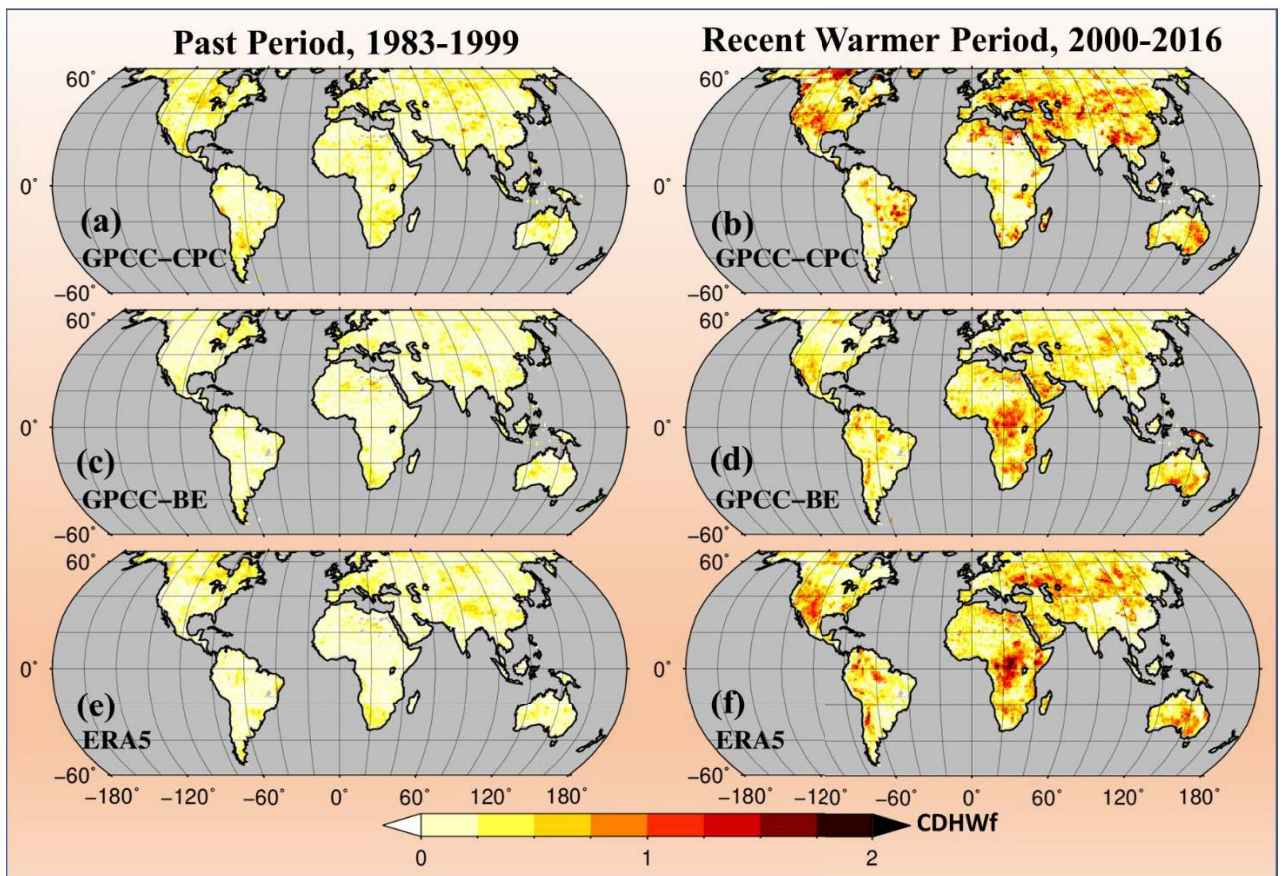 Past Period, 1983-1999
Recent Warmer Period, 2000-2016
60˚
0˚
−60˚
(a)
GPCC−CPC
60˚
0˚
−60˚
(b)
GPCC−CPC
60˚
0˚
−60˚
(c)
GPCC−BE
60˚
0˚
−60˚
(d)
GPCC−BE
60˚
0˚
−60˚
(e)
ERA5
60˚
0˚
−60˚
(f)
ERA5
−180˚ −120˚ −60˚ 0 60˚ 120˚ 180˚
−180˚ −120˚ −60˚ 0˚ 60˚ 120˚ 180˚
CDHWf
0 1 2